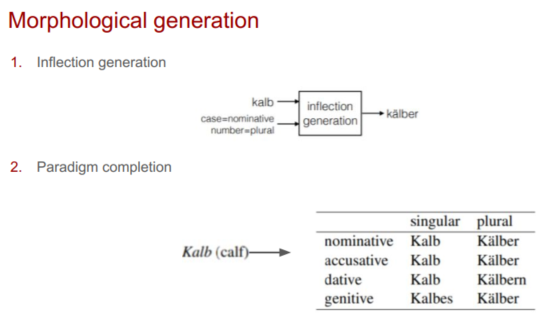 Morphological generation
1. Inflection generation
kalb
case=nominative
number=plural
inflection
generation
kälber
2. Paradigm completion
Kalb (calf)
singular plural
nominative Kalb Kälber
accusative Kalb Kälber
dative Kalb Kälbern
genitive Kalbes Kälber